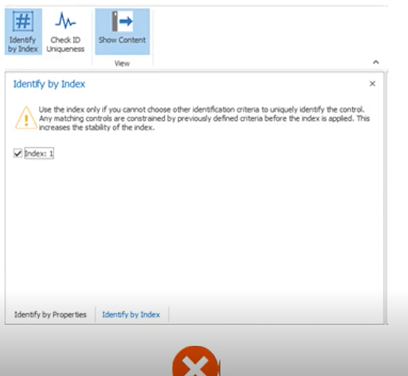 Identify by Index
Check ID Uniqueness
Show Content
View
Identify by Index
Use the index only if you cannot choose other identification criteria to uniquely identify the control.
Any matching controls are constrained by previously defined criteria before the index is applied. This
increases the stability of the index.
Index: 1
Identify by Properties
Identify by Index